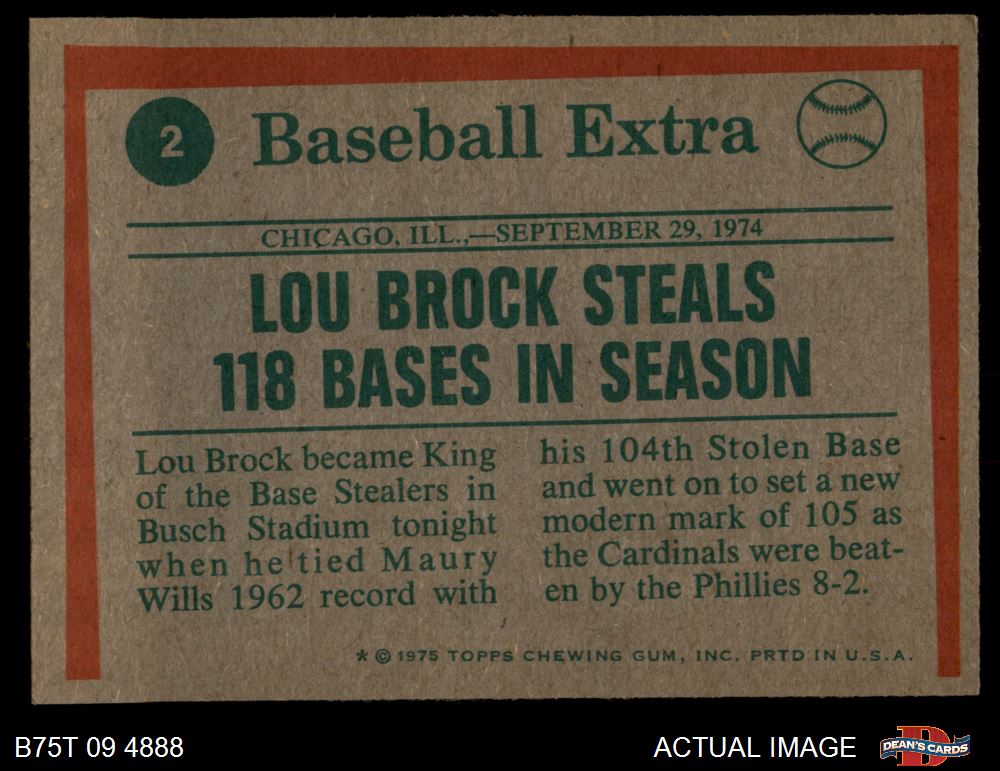 2 Baseball Extra
CHICAGO, ILL.,—SEPTEMBER 29, 1974
LOU BROCK STEALS
118 BASES IN SEASON
Lou Brock became King
of the Base Stealers in
Busch Stadium tonight
when he tied Maury
Wills 1962 record with
his 104th Stolen Base
and went on to set a new
modern mark of 105 as
the Cardinals were beat-
en by the Phillies 8-2.
* © 1975 TOPPS CHEWING GUM, INC. PRTD IN U.S.A.
B75T 09 4888
ACTUAL IMAGE
DEAN'S CARDS